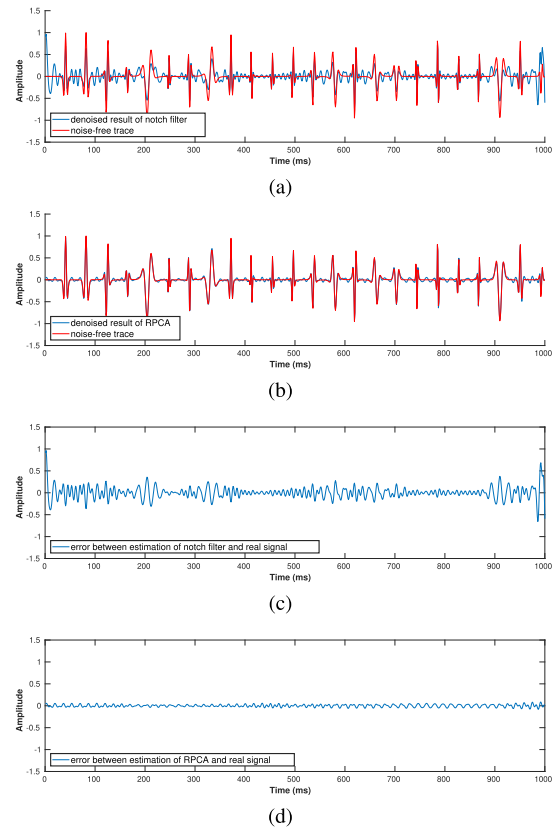 1.5
1
0.5
0
-0.5
-1
-1.5
Amplitude
denoised result of notch filter
noise-free trace
0 100 200 300 400 500 600 700 800 900 1000
Time (ms)
(a)
1.5
1
0.5
0
-0.5
-1
-1.5
Amplitude
denoised result of RPCA
noise-free trace
0 100 200 300 400 500 600 700 800 900 1000
Time (ms)
(b)
1.5
1
0.5
0
-0.5
-1
-1.5
Amplitude
error between estimation of notch filter and real signal
0 100 200 300 400 500 600 700 800 900 1000
Time (ms)
(c)
1.5
1
0.5
0
-0.5
-1
-1.5
Amplitude
error between estimation of RPCA and real signal
0 100 200 300 400 500 600 700 800 900 1000
Time (ms)
(d)